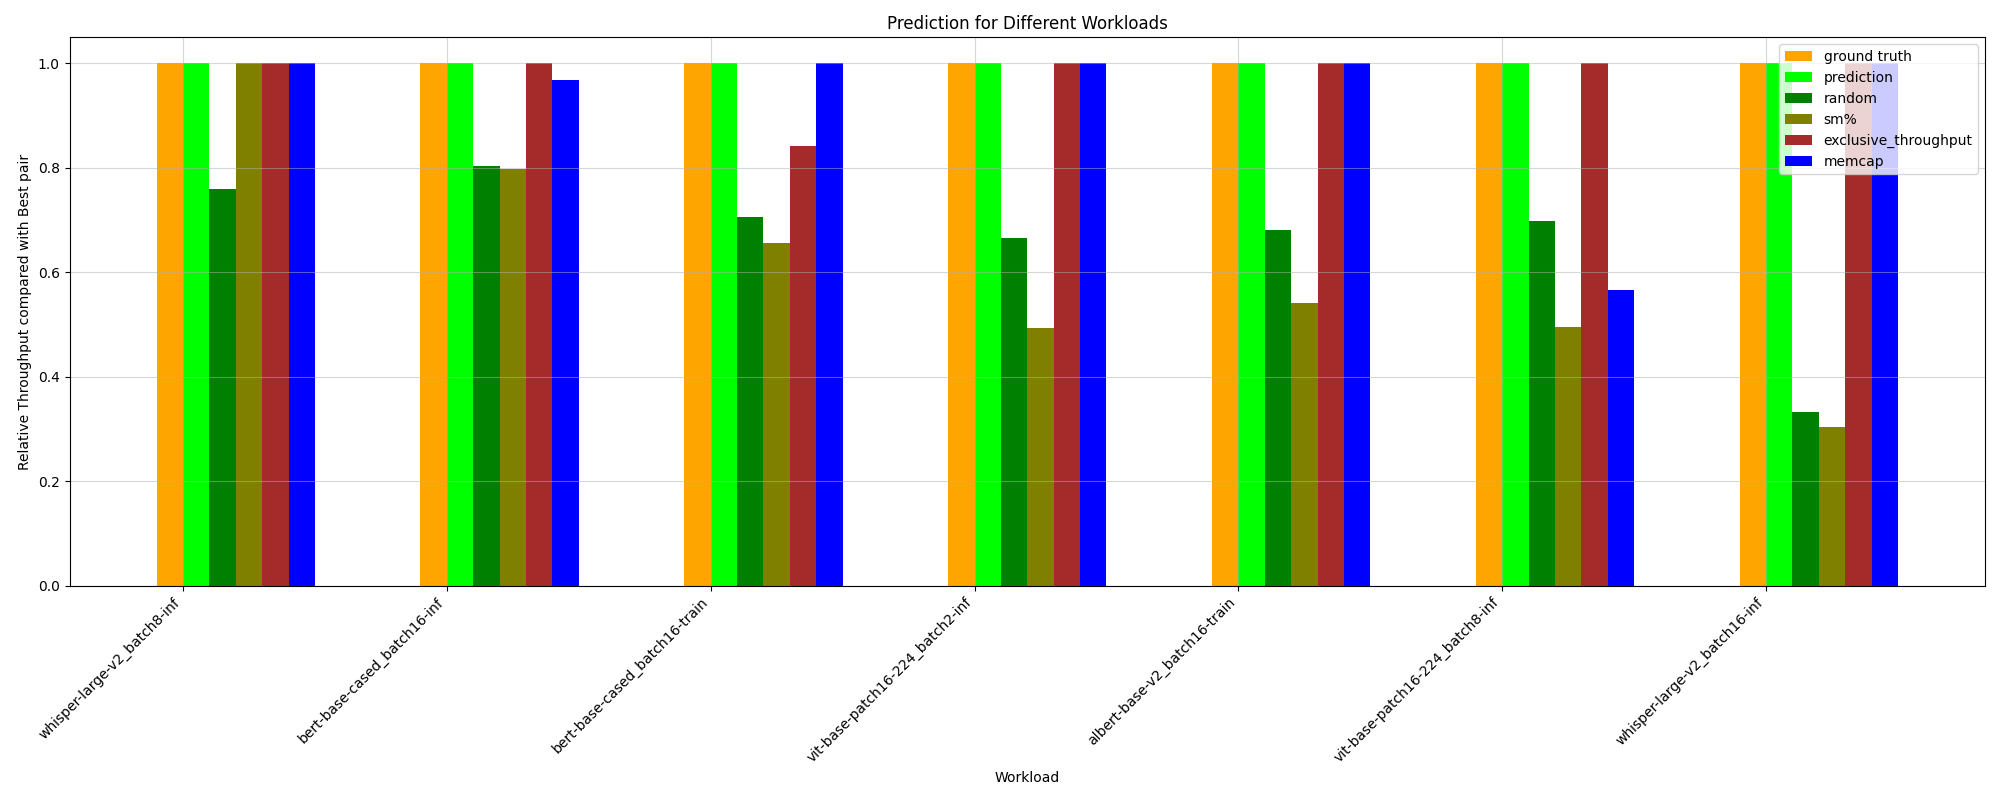 Prediction for Different Workloads
Relative Throughput compared with Best pair
1.0
0.8
0.6
0.4
0.2
0.0
ground truth
prediction
random
sm%
exclusive_throughput
memcap
whisper-large-v2_batch8-inf
bert-base-cased_batch16-inf
bert-base-cased_batch16-train
vit-base-patch16-224_batch2-inf
albert-base-v2_batch16-train
vit-base-patch16-224_batch8-inf
whisper-large-v2_batch16-inf
Workload